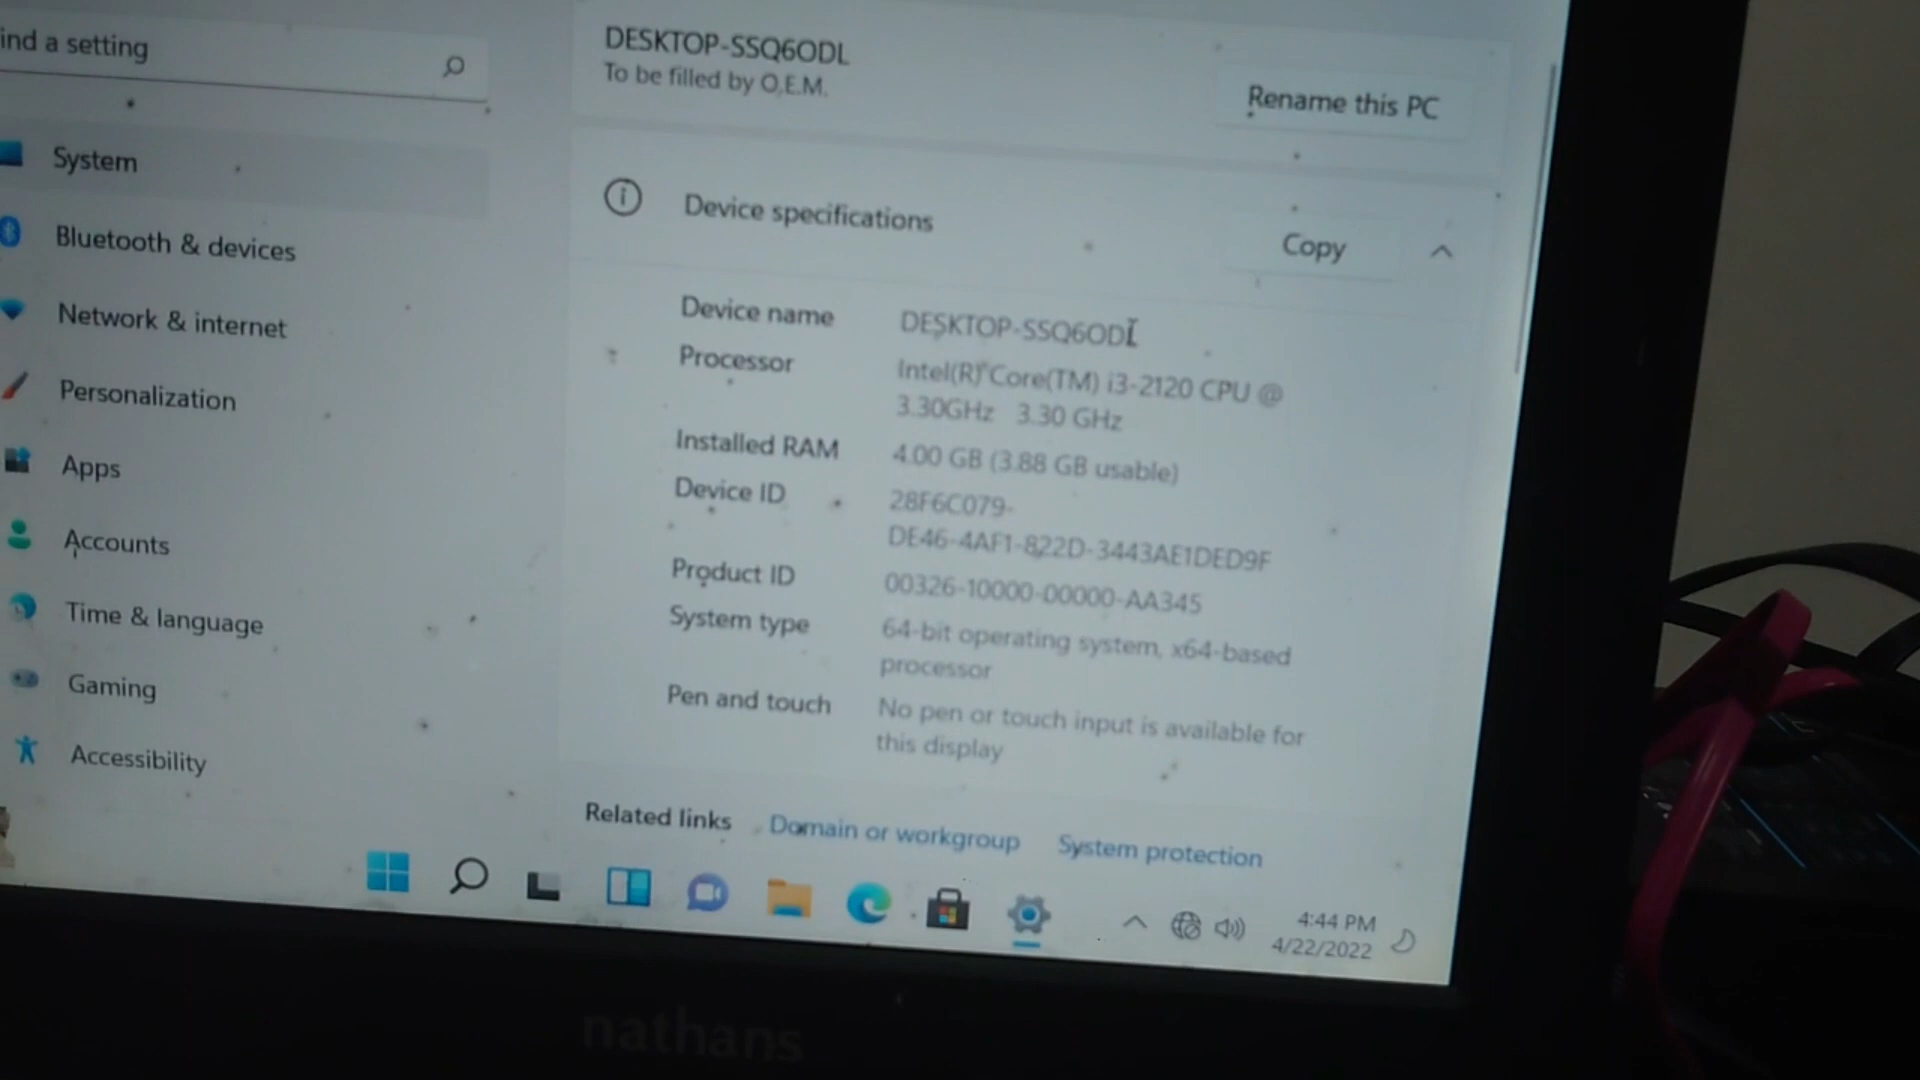 ind a setting
System
Bluetooth & devices
Network & internet
Personalization
Apps
Accounts
Time & language
Gaming
Accessibility
DESKTOP-SSQ6ODL
To be filled by O.E.M.
Rename this PC
Device specifications
Copy
Device name DESKTOP-SSQ6ODL
Processor Intel(R) Core(TM) i3-2120 CPU @
3.30GHz 3.30 GHz
Installed RAM 4.00 GB (3.88 GB usable)
Device ID 28F6C079-
DE46-4AF1-822D-3443AE1DED9F
Product ID 00326-10000-00000-AA345
System type 64-bit operating system, x64-based
processor
Pen and touch No pen or touch input is available for
this display
Related links Domain or workgroup System protection
4:44 PM
4/22/2022
nathans